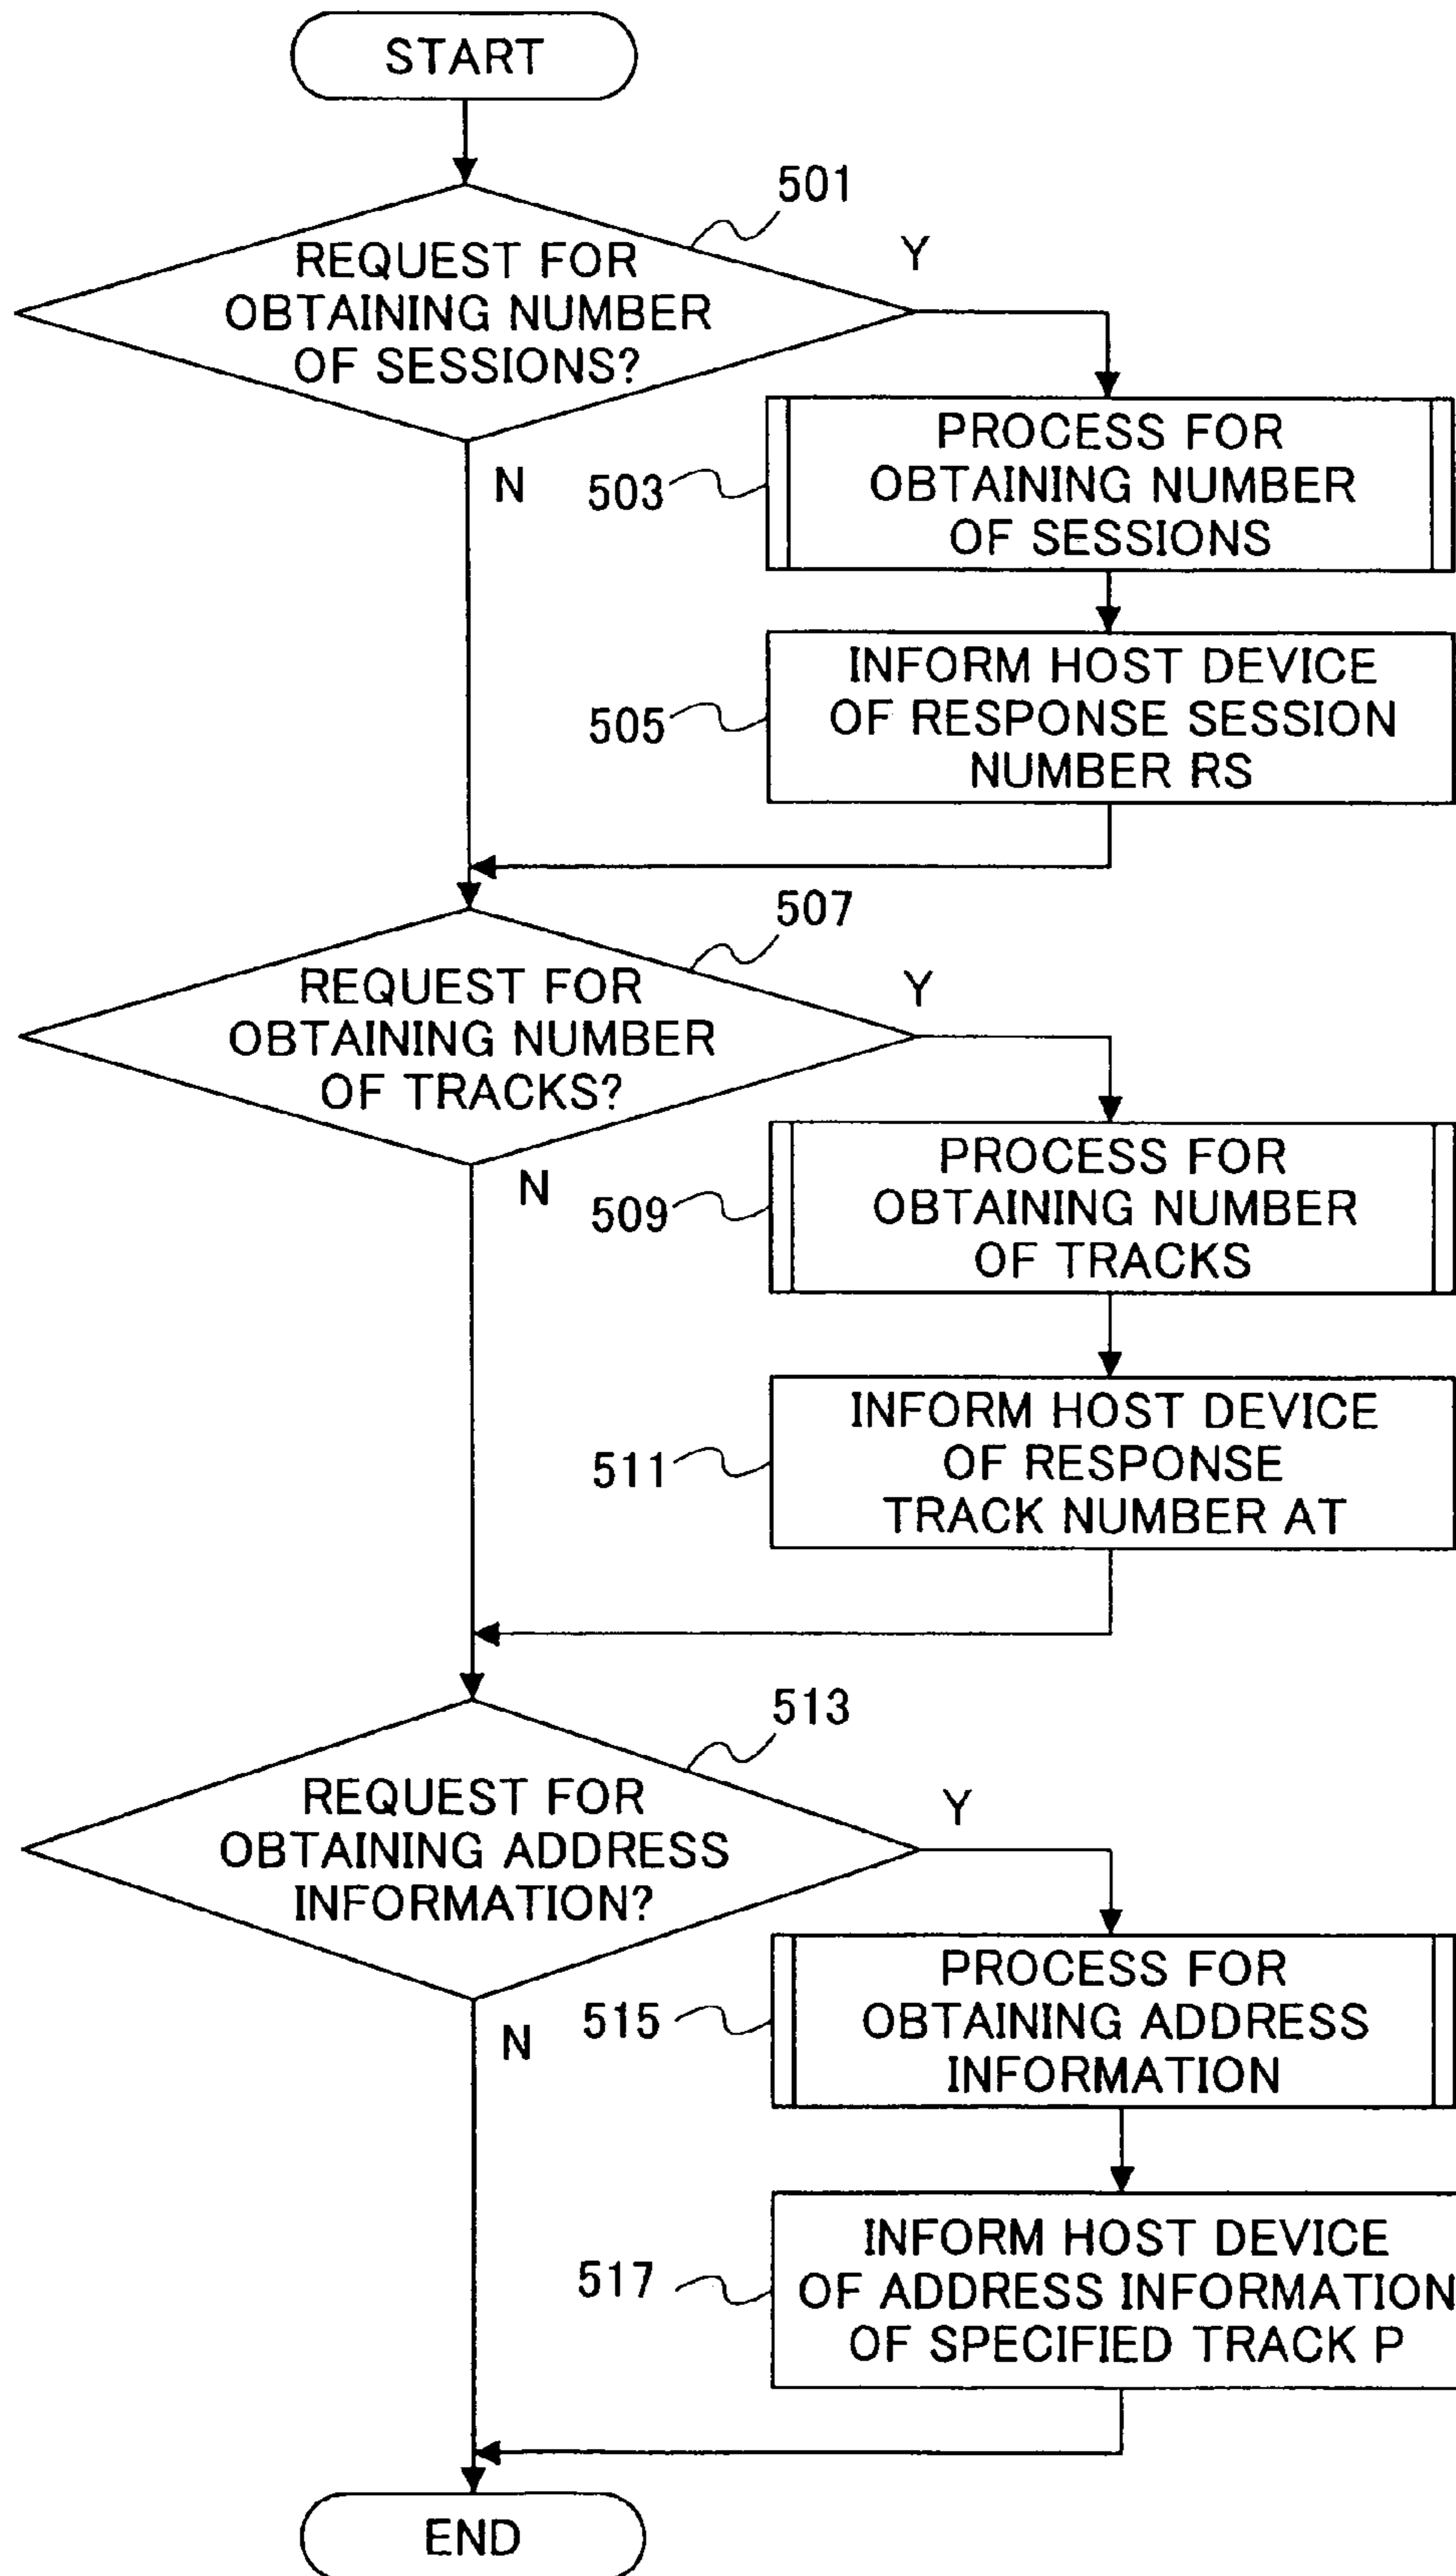 START
501
REQUEST FOR
OBTAINING NUMBER
OF SESSIONS?
Y
N
503
PROCESS FOR
OBTAINING NUMBER
OF SESSIONS
505
INFORM HOST DEVICE
OF RESPONSE SESSION
NUMBER RS
507
REQUEST FOR
OBTAINING NUMBER
OF TRACKS?
Y
N
509
PROCESS FOR
OBTAINING NUMBER
OF TRACKS
511
INFORM HOST DEVICE
OF RESPONSE
TRACK NUMBER AT
513
REQUEST FOR
OBTAINING ADDRESS
INFORMATION?
Y
N
515
PROCESS FOR
OBTAINING ADDRESS
INFORMATION
517
INFORM HOST DEVICE
OF ADDRESS INFORMATION
OF SPECIFIED TRACK P
END